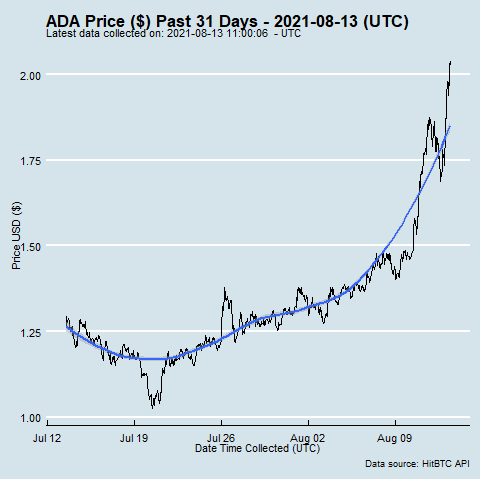 ADA Price ($) Past 31 Days - 2021-08-13 (UTC)
Latest data collected on: 2021-08-13 11:00:06 - UTC
2.00
1.75
1.50
1.25
1.00
Price USD ($)
Jul 12 Jul 19 Jul 26 Aug 02 Aug 09
Date Time Collected (UTC)
Data source: HitBTC API